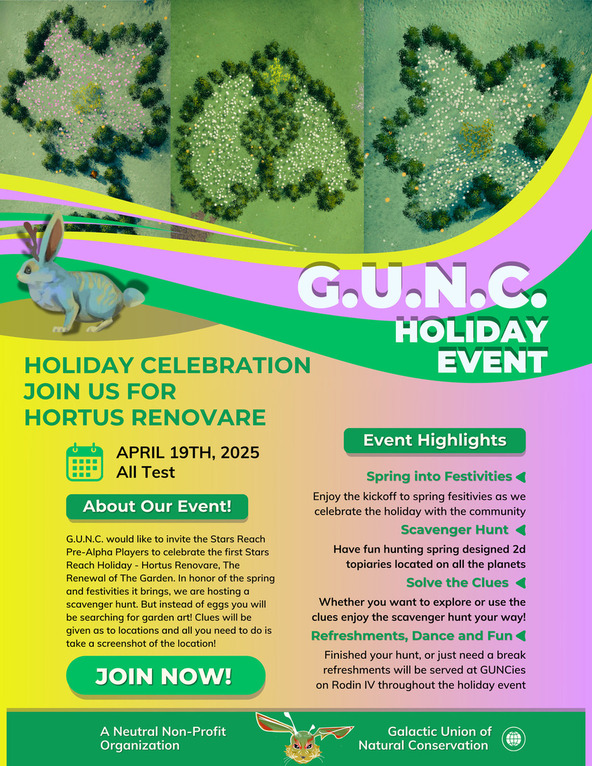 G.U.N.C.
HOLIDAY
EVENT
HOLIDAY CELEBRATION
JOIN US FOR
HORTUS RENOVARE
APRIL 19TH, 2025
All Test
About Our Event!
G.U.N.C. would like to invite the Stars Reach
Pre-Alpha Players to celebrate the first Stars
Reach Holiday - Hortus Renovare, The
Renewal of The Garden. In honor of the spring
and festivities it brings, we are hosting a
scavenger hunt. But instead of eggs you will
be searching for garden art! Clues will be
given as to locations and all you need to do is
take a screenshot of the location!
JOIN NOW!
Event Highlights
Spring into Festivities
Enjoy the kickoff to spring fesitivies as we
celebrate the holiday with the community
Scavenger Hunt
Have fun hunting spring designed 2d
topiaries located on all the planets
Solve the Clues
Whether you want to explore or use the
clues enjoy the scavenger hunt your way!
Refreshments, Dance and Fun
Finished your hunt, or just need a break
refreshments will be served at GUNCies
on Rodin IV throughout the holiday event
A Neutral Non-Profit
Organization
Galactic Union of
Natural Conservation